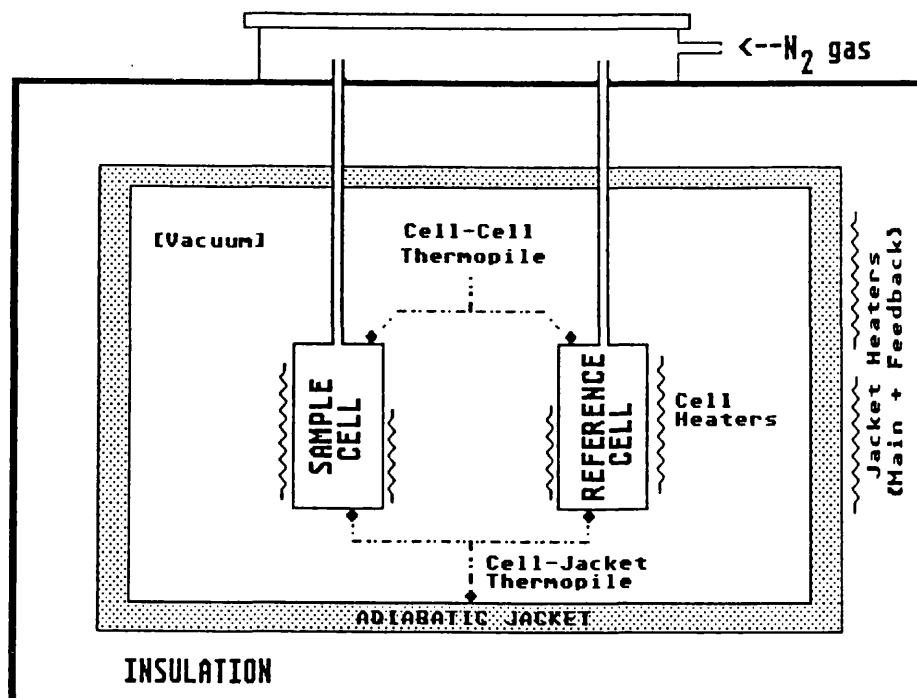 <--N2 gas
[Vacuum]
Cell-Cell
Thermopile
Jacket Heaters
(Main + Feedback)
SAMPLE
CELL
REFERENCE
CELL
Cell
Heaters
Cell-Jacket
Thermopile
ADIABATIC JACKET
INSULATION